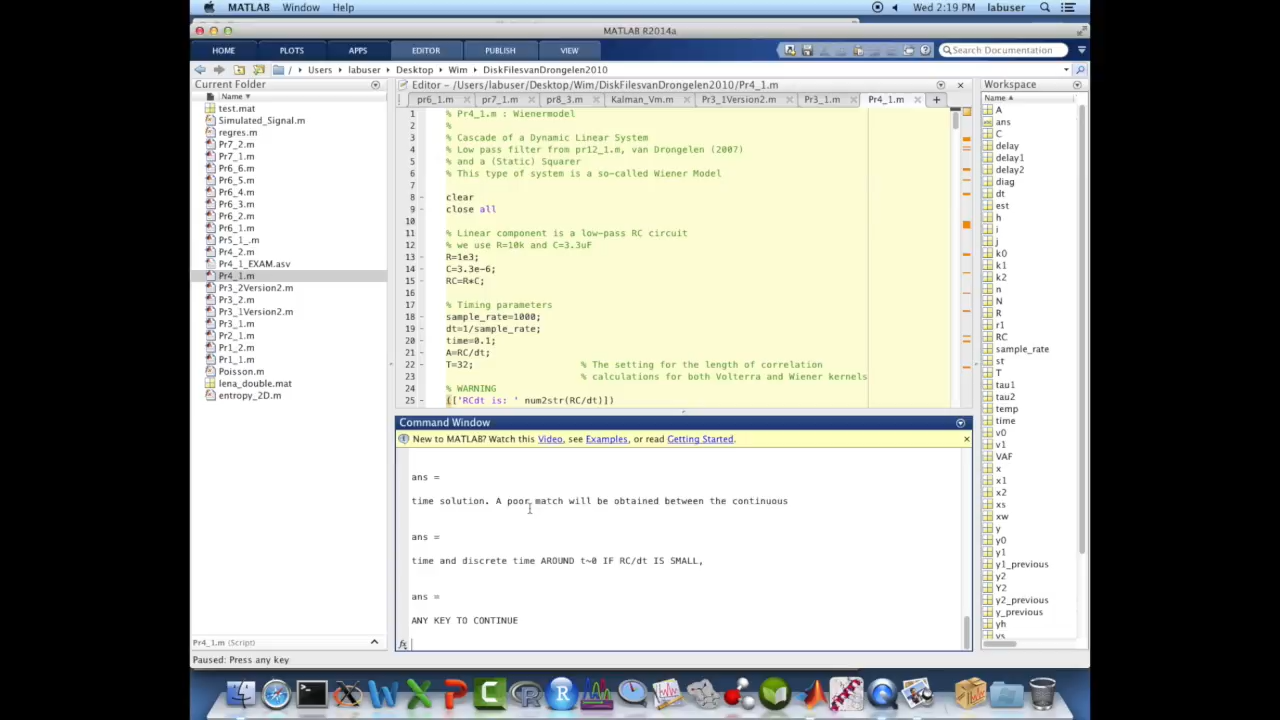 MATLAB Window Help Wed 2:19 PM labuser
MATLAB R2014a
HOME PLOTS APPS EDITOR PUBLISH VIEW Search Documentation
/ ▸ Users ▸ labuser ▸ Desktop ▸ Wim ▸ DiskFilesvanDrongelen2010
Current Folder
Name
test.mat
Simulated_Signal.m
regres.m
Pr7_2.m
Pr7_1.m
Pr6_6.m
Pr6_5.m
Pr6_4.m
Pr6_3.m
Pr6_2.m
Pr6_1.m
Pr5_1_.m
Pr4_2.m
Pr4_1_EXAM.asv
Pr4_1.m
Pr3_2Version2.m
Pr3_2.m
Pr3_1Version2.m
Pr3_1.m
Pr2_1.m
Pr1_2.m
Pr1_1.m
Poisson.m
lena_double.mat
entropy_2D.m
Pr4_1.m (Script)
Paused: Press any key
Editor - /Users/labuser/Desktop/Wim/DiskFilesvanDrongelen2010/Pr4_1.m
pr6_1.m pr7_1.m pr8_3.m Kalman_Vm.m Pr3_1Version2.m Pr3_1.m Pr4_1.m
1 % Pr4_1.m : Wienermodel
2 %
3 % Cascade of a Dynamic Linear System
4 % Low pass filter from pr12_1.m, van Drongelen (2007)
5 % and a (Static) Squarer
6 % This type of system is a so-called Wiener Model
7
8 - clear
9 - close all
10
11 % Linear component is a low-pass RC circuit
12 % we use R=10k and C=3.3uF
13 - R=1e3;
14 - C=3.3e-6;
15 - RC=R*C;
16
17 % Timing parameters
18 - sample_rate=1000;
19 - dt=1/sample_rate;
20 - time=0.1;
21 - A=RC/dt;
22 - T=32; % The setting for the length of correlation
23 % calculations for both Volterra and Wiener kernels
24 % WARNING
25 - (['RCdt is: ' num2str(RC/dt)])
Command Window
New to MATLAB? Watch this Video, see Examples, or read Getting Started.
ans =
time solution. A poor match will be obtained between the continuous
ans =
time and discrete time AROUND t~0 IF RC/dt IS SMALL,
ans =
ANY KEY TO CONTINUE
fx
Workspace
Name
A
ans
C
delay
delay1
delay2
diag
dt
est
h
i
j
k0
k1
k2
n
N
R
r1
RC
sample_rate
st
T
tau1
tau2
temp
time
v0
v1
VAF
x
x1
x2
xs
xw
y
y0
y1
y1_previous
y2
Y2
y2_previous
y_previous
yh